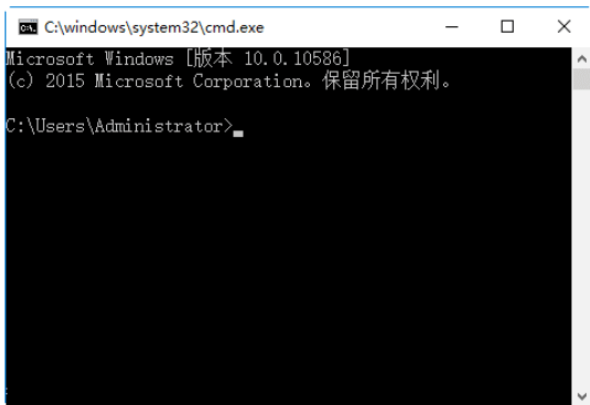 C:\windows\system32\cmd.exe
Microsoft Windows [版本 10.0.10586]
(c) 2015 Microsoft Corporation。保留所有权利。
C:\Users\Administrator>_